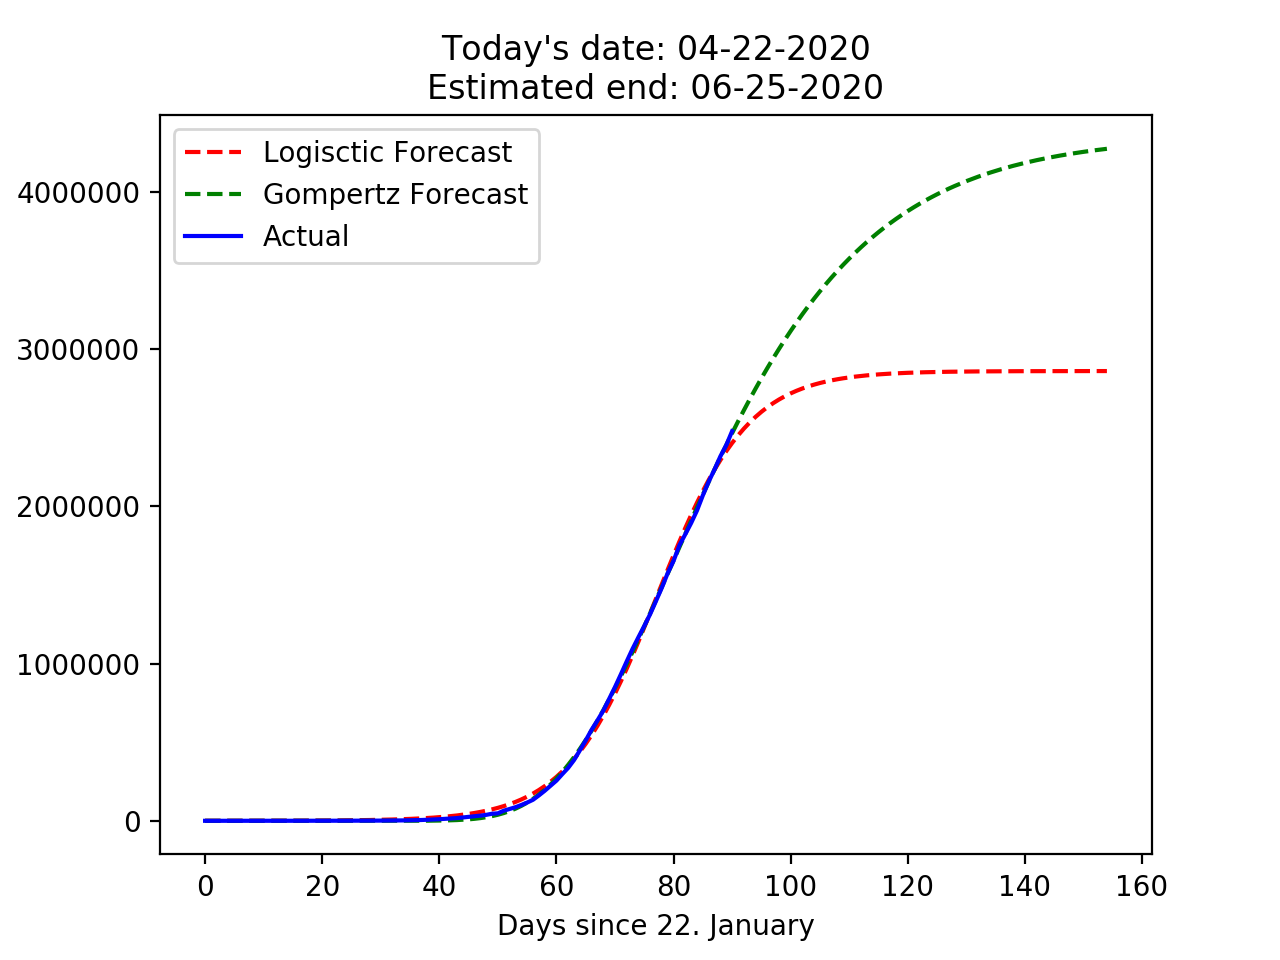 Today's date: 04-22-2020
Estimated end: 06-25-2020
Logisctic Forecast
Gompertz Forecast
Actual
4000000
3000000
2000000
1000000
0
0 20 40 60 80 100 120 140 160
Days since 22. January